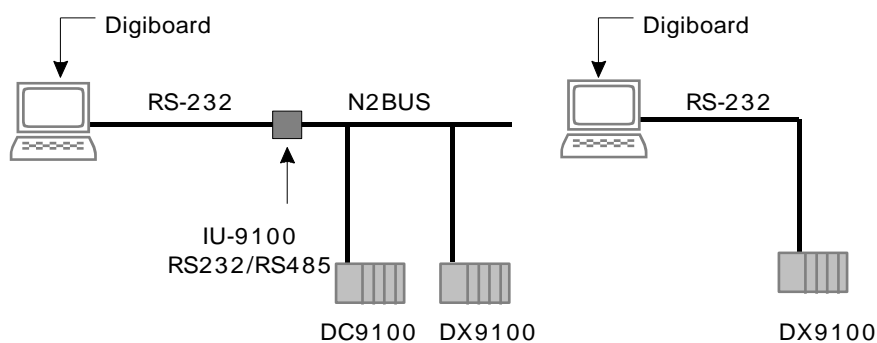 Digiboard
RS-232
N2BUS
IU-9100
RS232/RS485
DC9100
DX9100
Digiboard
RS-232
DX9100